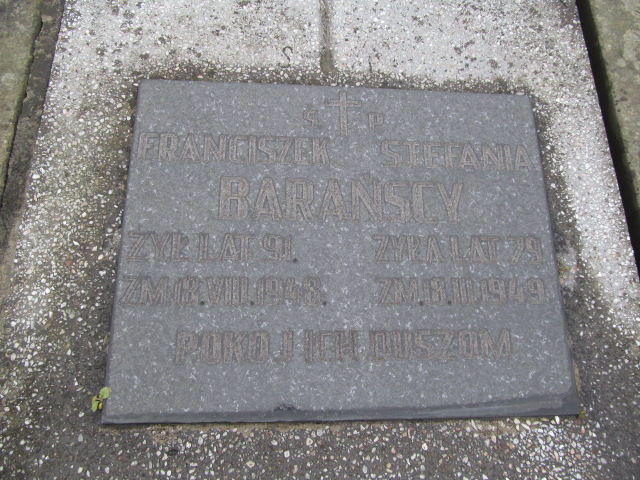 Ś † P
FRANCISZEK STEFANIA
BARAŃSCY
ŻYŁ LAT 91. ŻYŁA LAT 79
ZM. 18. VIII. 1948. ZM. 8. II. 1949
POKÓJ ICH DUSZOM